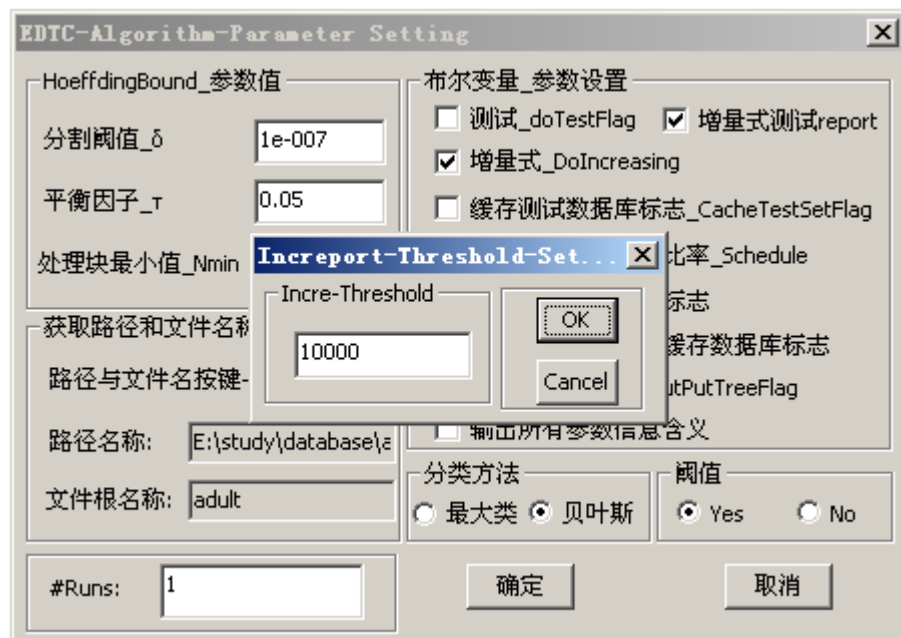 EDTC-Algorithm-Parameter Setting
HoeffdingBound_参数值
分割阈值_δ
1e-007
平衡因子_τ
0.05
处理块最小值_Nmin
布尔变量_参数设置
测试_doTestFlag
增量式测试report
增量式_DoIncreasing
缓存测试数据库标志_CacheTestSetFlag
比率_Schedule
标志
缓存数据库标志
utPutTreeFlag
输出所有参数信息含义
Increport-Threshold-Set...
Incre-Threshold
10000
OK
Cancel
获取路径和文件名称
路径与文件名按键-
路径名称:
E:\study\database\a
文件根名称:
adult
分类方法
最大类
贝叶斯
阈值
Yes
No
#Runs:
1
确定
取消